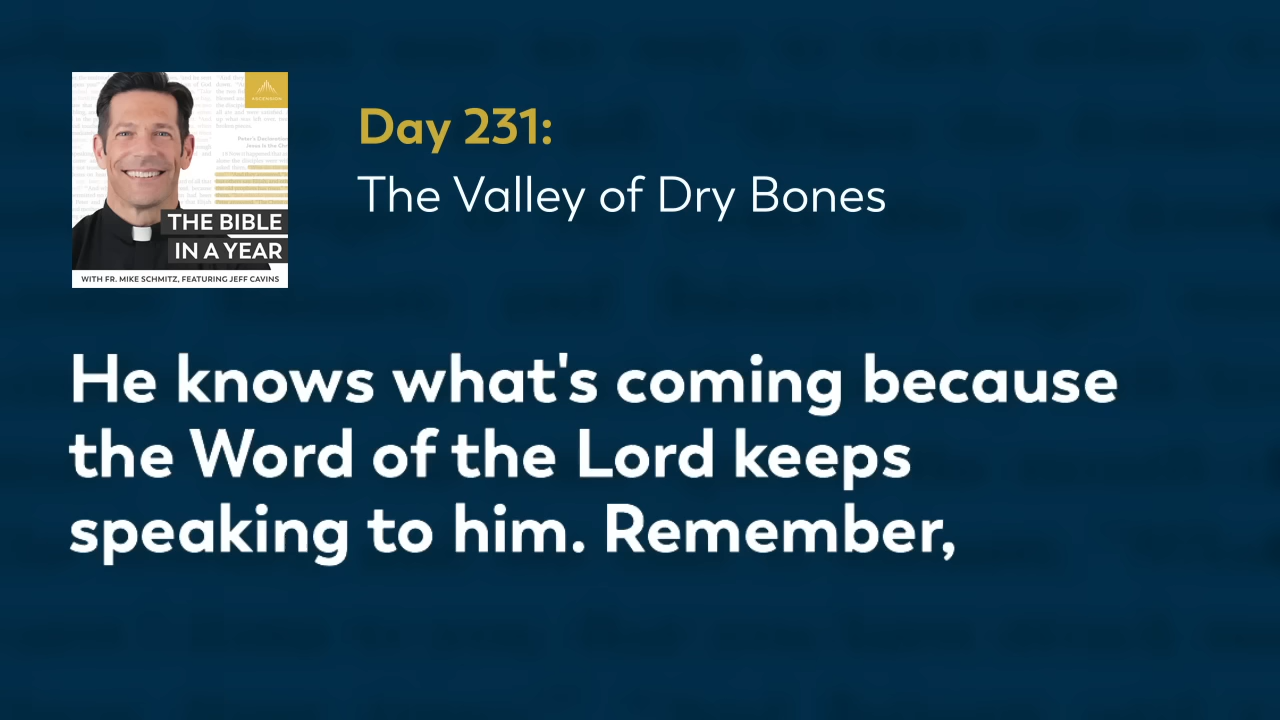 Day 231:
The Valley of Dry Bones
ASCENSION
THE BIBLE
IN A YEAR
WITH FR. MIKE SCHMITZ, FEATURING JEFF CAVINS
He knows what's coming because
the Word of the Lord keeps
speaking to him. Remember,